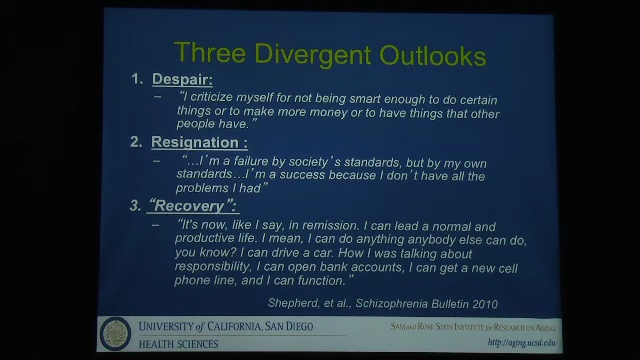 Three Divergent Outlooks
1. Despair:
– "I criticize myself for not being smart enough to do certain
things or to make more money or to have things that other
people have."
2. Resignation :
– "…I'm a failure by society's standards, but by my own
standards…I'm a success because I don't have all the
problems I had"
3. "Recovery":
– "It's now, like I say, in remission. I can lead a normal and
productive life. I mean, I can do anything anybody else can do,
you know? I can drive a car. How I was talking about
responsibility, I can open bank accounts, I can get a new cell
phone line, and I can function."
Shepherd, et al., Schizophrenia Bulletin 2010
UNIVERSITY OF CALIFORNIA, SAN DIEGO
HEALTH SCIENCES
SAM AND ROSE STEIN INSTITUTE FOR RESEARCH ON AGING
http://aging.ucsd.edu